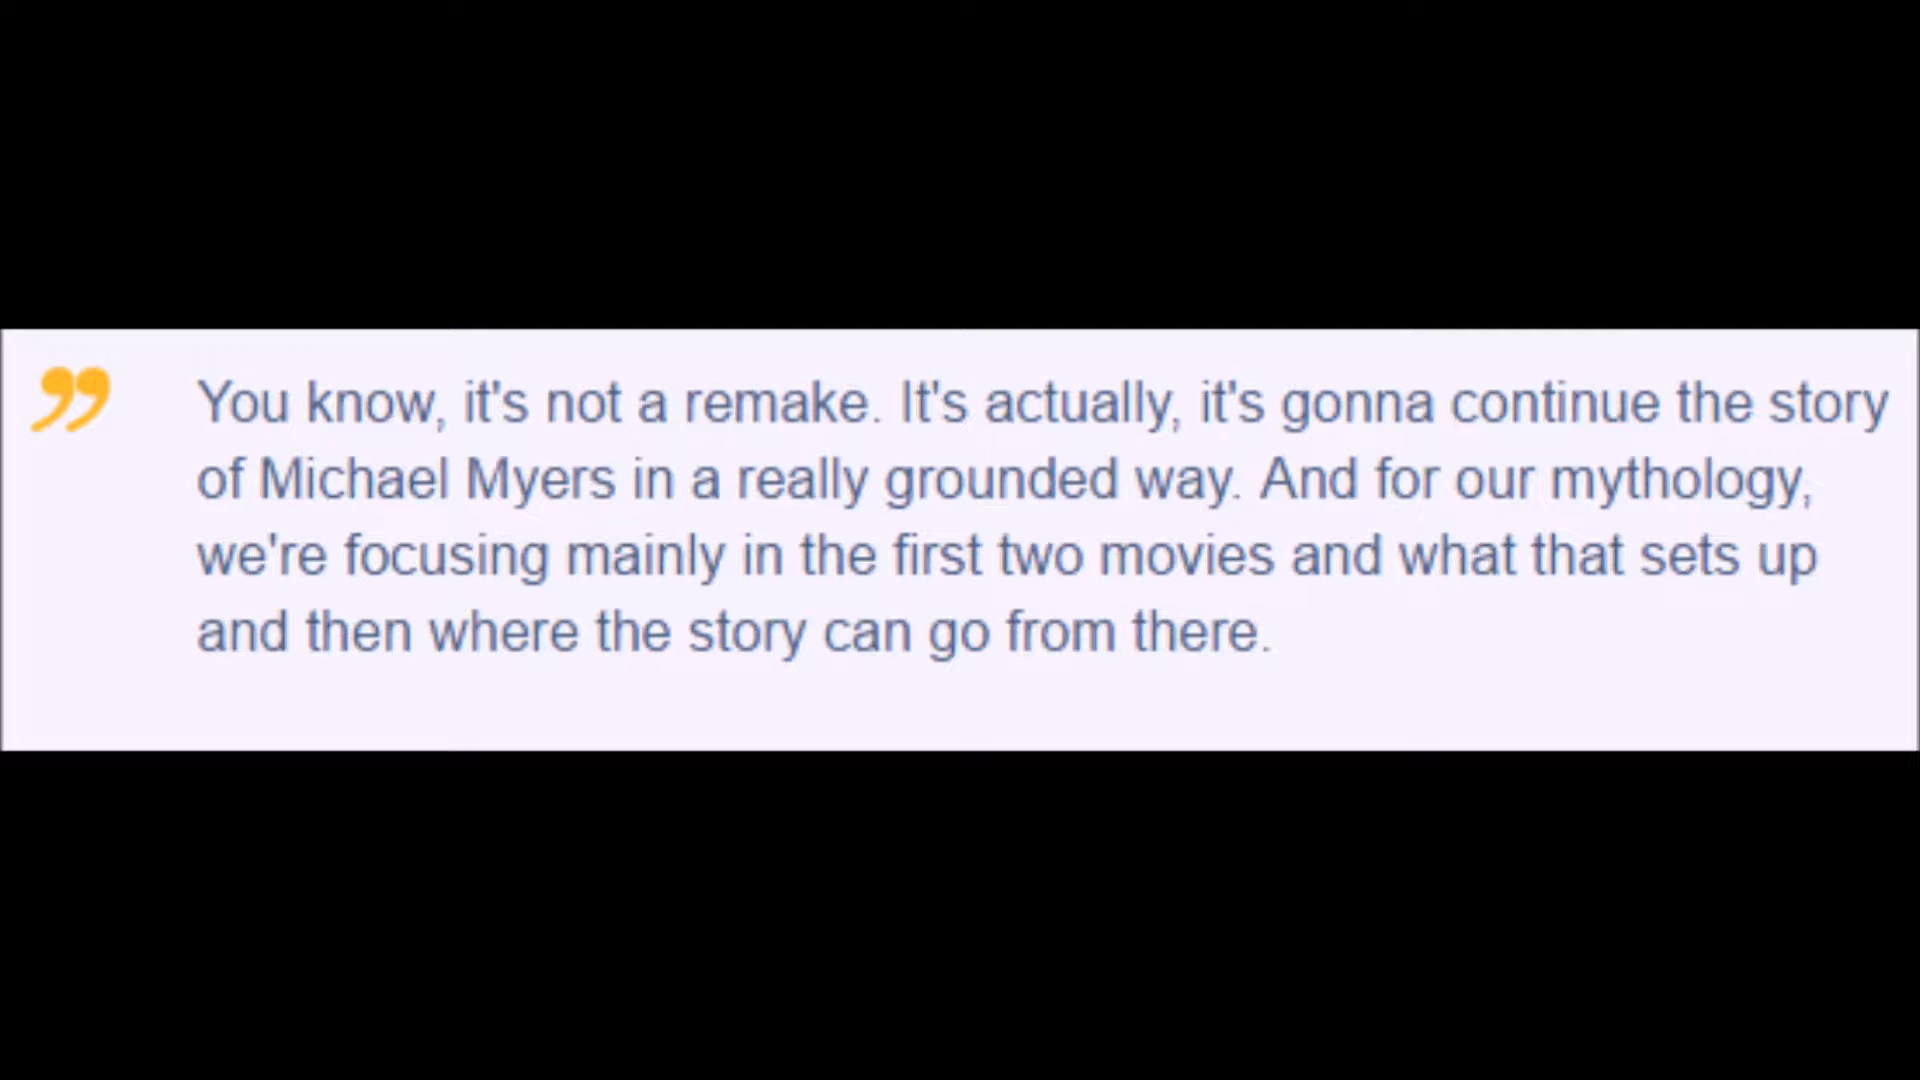 You know, it's not a remake. It's actually, it's gonna continue the story
of Michael Myers in a really grounded way. And for our mythology,
we're focusing mainly in the first two movies and what that sets up
and then where the story can go from there.